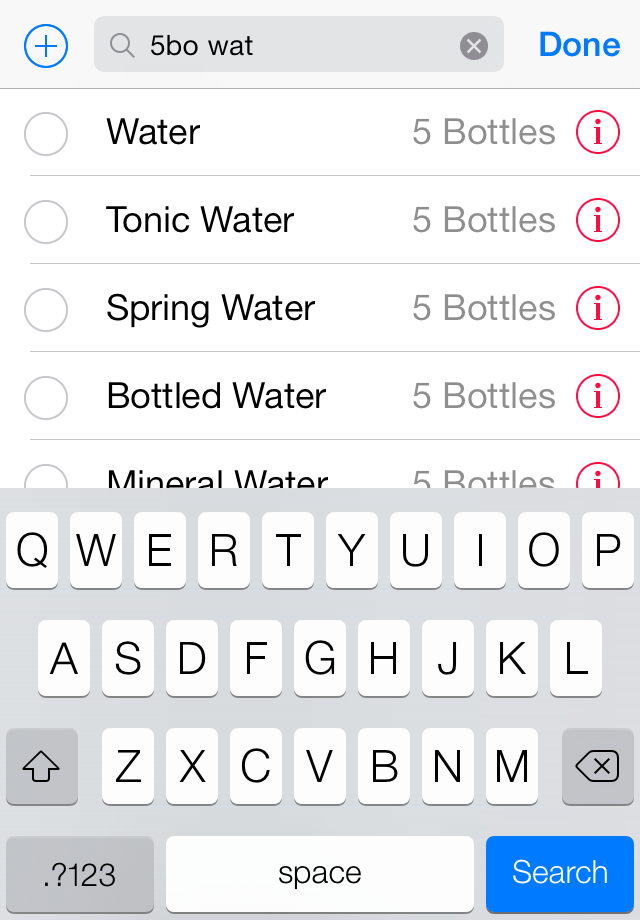 5bo wat Done
Water 5 Bottles i
Tonic Water 5 Bottles i
Spring Water 5 Bottles i
Bottled Water 5 Bottles i
Mineral Water 5 Bottles i
Q W E R T Y U I O P
A S D F G H J K L
Z X C V B N M
.?123 space Search